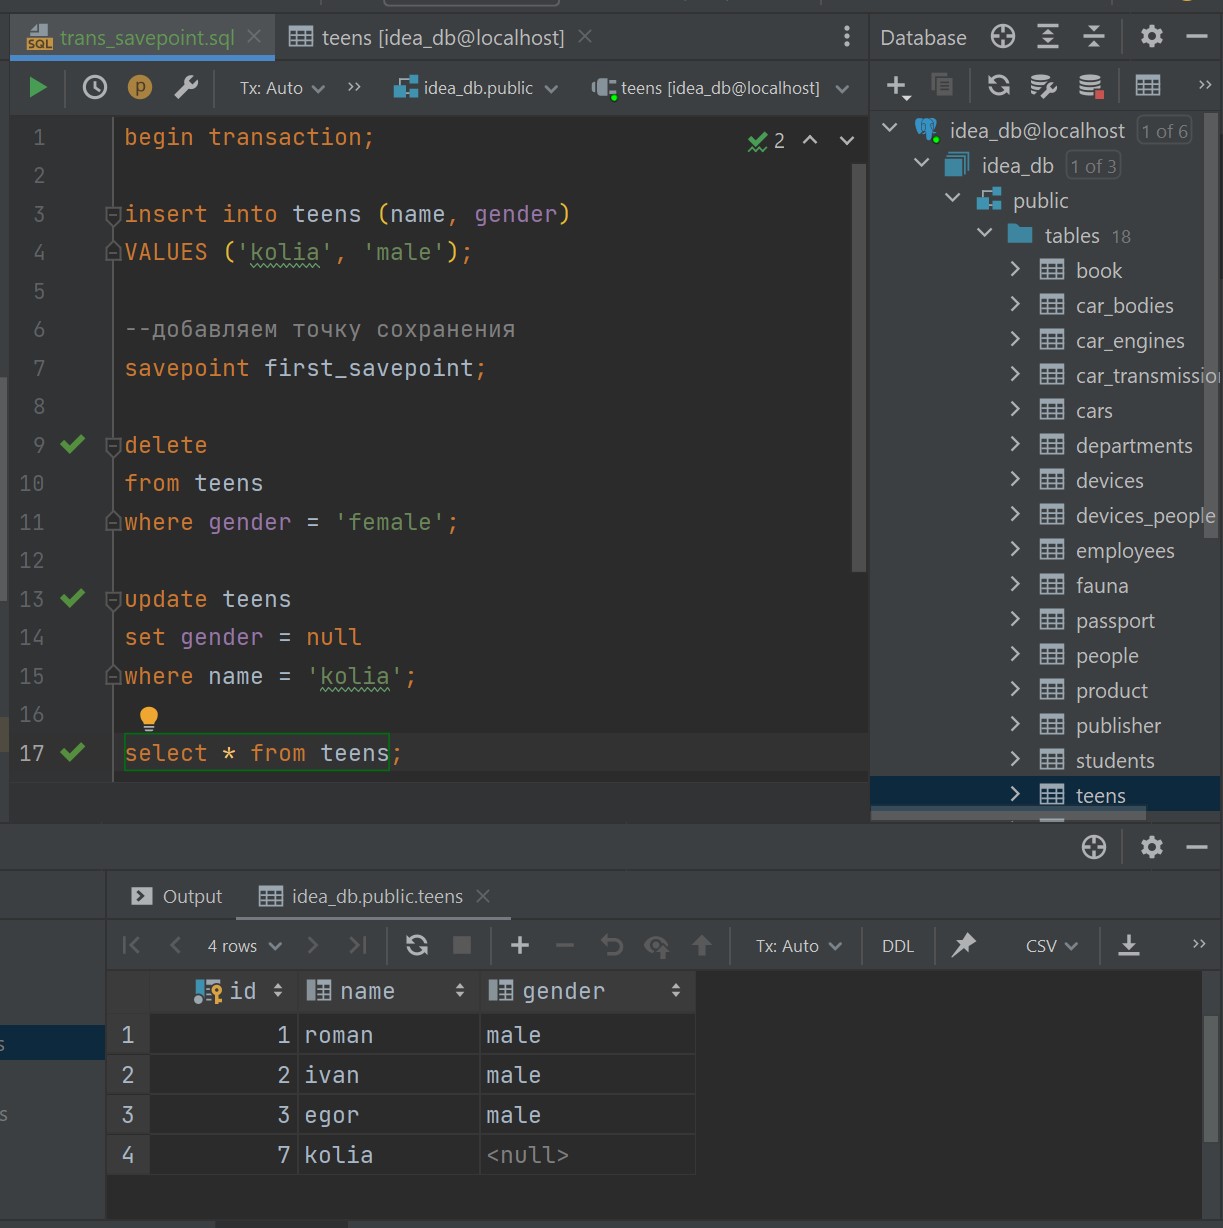 trans_savepoint.sql
teens [idea_db@localhost]
Database
Tx: Auto
idea_db.public
teens [idea_db@localhost]
1 begin transaction;
2
3 insert into teens (name, gender)
4 VALUES ('kolia', 'male');
5
6 --добавляем точку сохранения
7 savepoint first_savepoint;
8
9 delete
10 from teens
11 where gender = 'female';
12
13 update teens
14 set gender = null
15 where name = 'kolia';
16
17 select * from teens;
2
idea_db@localhost 1 of 6
idea_db 1 of 3
public
tables 18
book
car_bodies
car_engines
car_transmissio
cars
departments
devices
devices_people
employees
fauna
passport
people
product
publisher
students
teens
Output
idea_db.public.teens
4 rows
Tx: Auto
DDL
CSV
id name gender
1 1 roman male
2 2 ivan male
3 3 egor male
4 7 kolia <null>
s
s